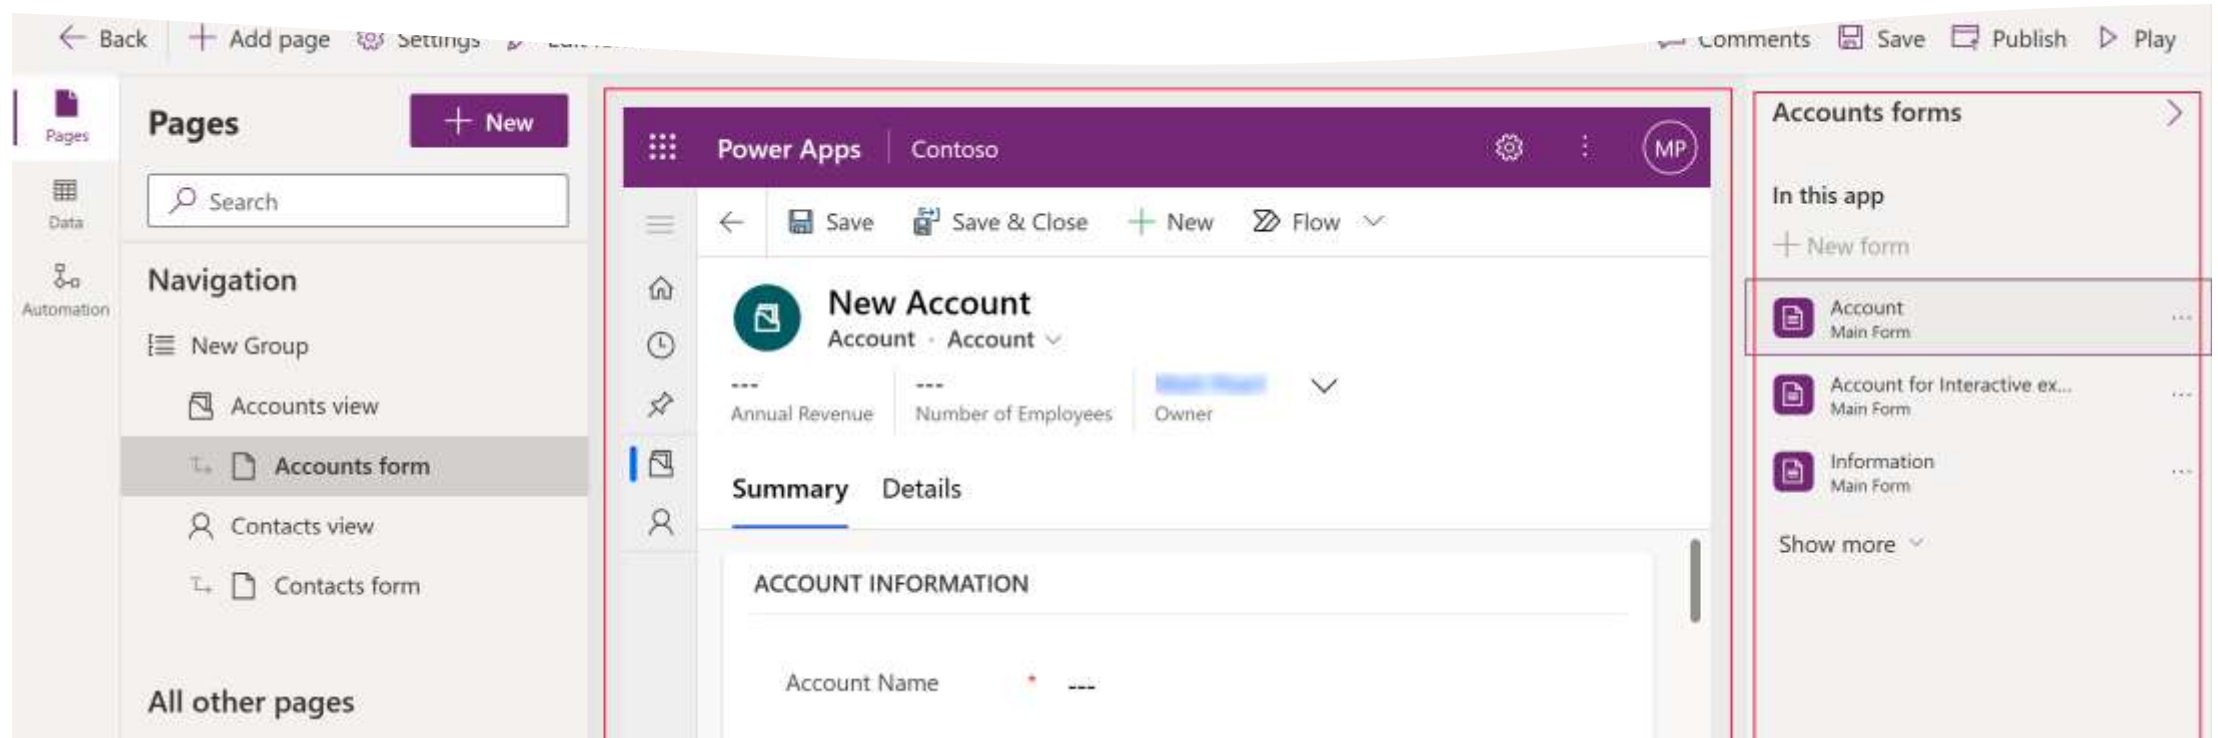 Back
Add page
Settings
Comments
Save
Publish
Play
Pages
Data
Automation
Pages
New
Search
Navigation
New Group
Accounts view
Accounts form
Contacts view
Contacts form
All other pages
Power Apps
Contoso
MP
Save
Save & Close
New
Flow
New Account
Account · Account
---
Annual Revenue
---
Number of Employees
Owner
Summary
Details
ACCOUNT INFORMATION
Account Name * ---
Accounts forms
In this app
New form
Account
Main Form
Account for Interactive ex...
Main Form
Information
Main Form
Show more